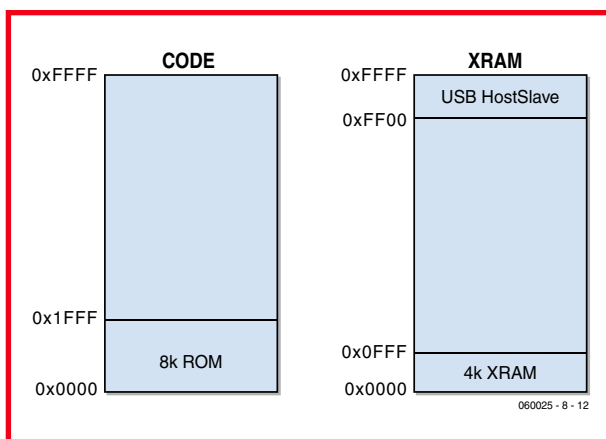 CODE
0xFFFF
0x1FFF
8k ROM
0x0000
XRAM
0xFFFF
USB HostSlave
0xFF00
0x0FFF
4k XRAM
0x0000
060025 - 8 - 12